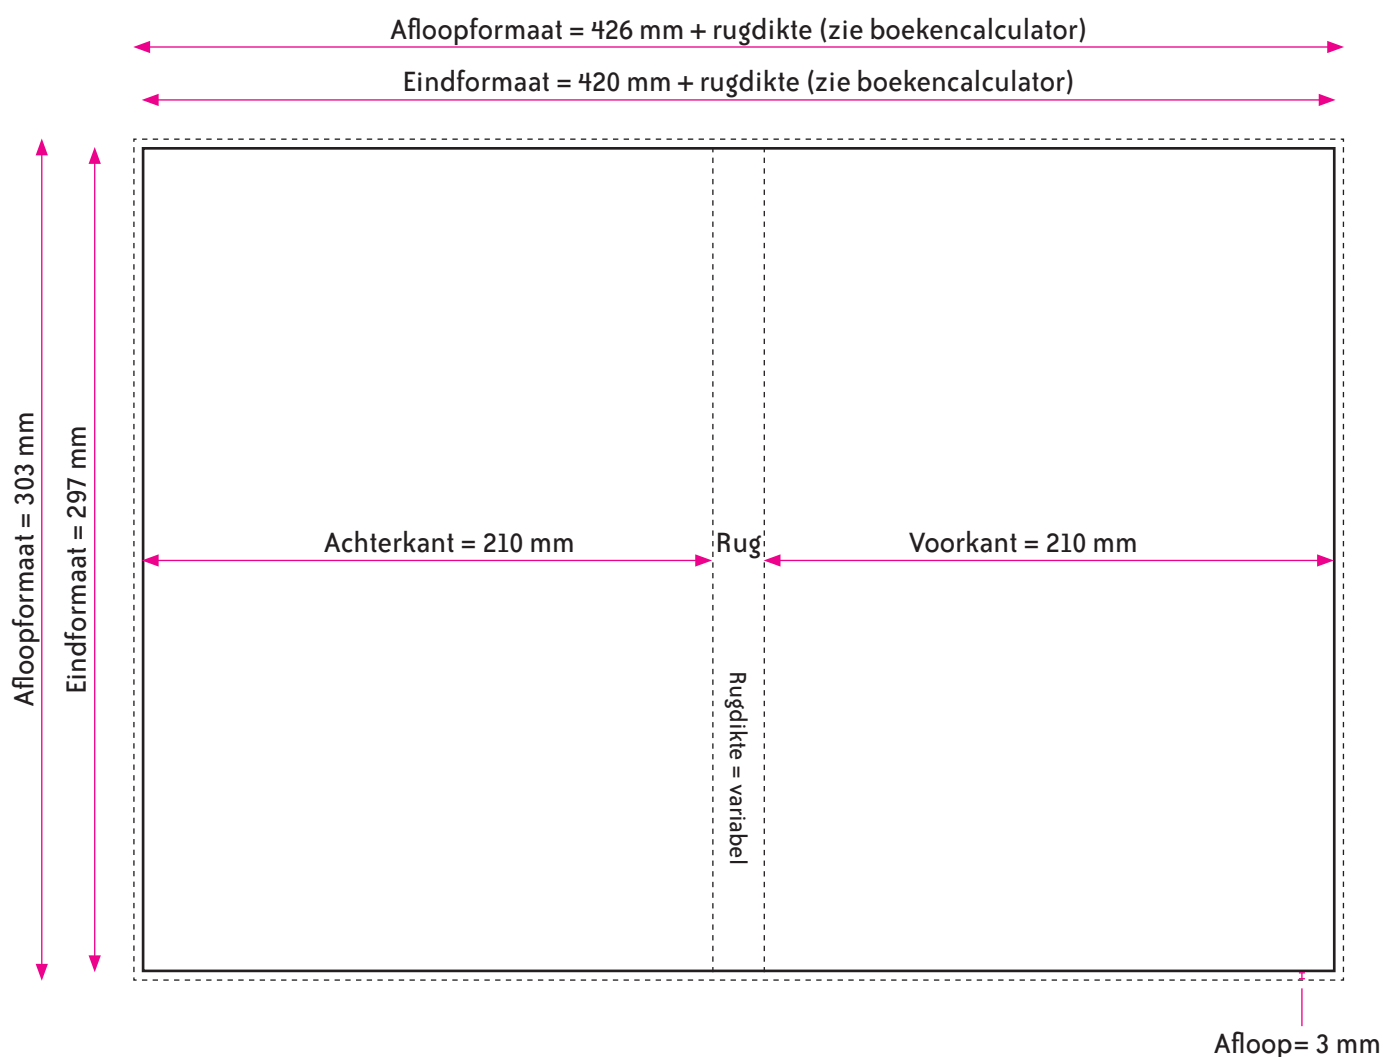 Afloopformaat = 426 mm + rugdikte (zie boekencalculator)
Eindformaat = 420 mm + rugdikte (zie boekencalculator)
Afloopformaat = 303 mm
Eindformaat = 297 mm
Achterkant = 210 mm
Rug
Voorkant = 210 mm
Rugdikte = variabel
Afloop= 3 mm